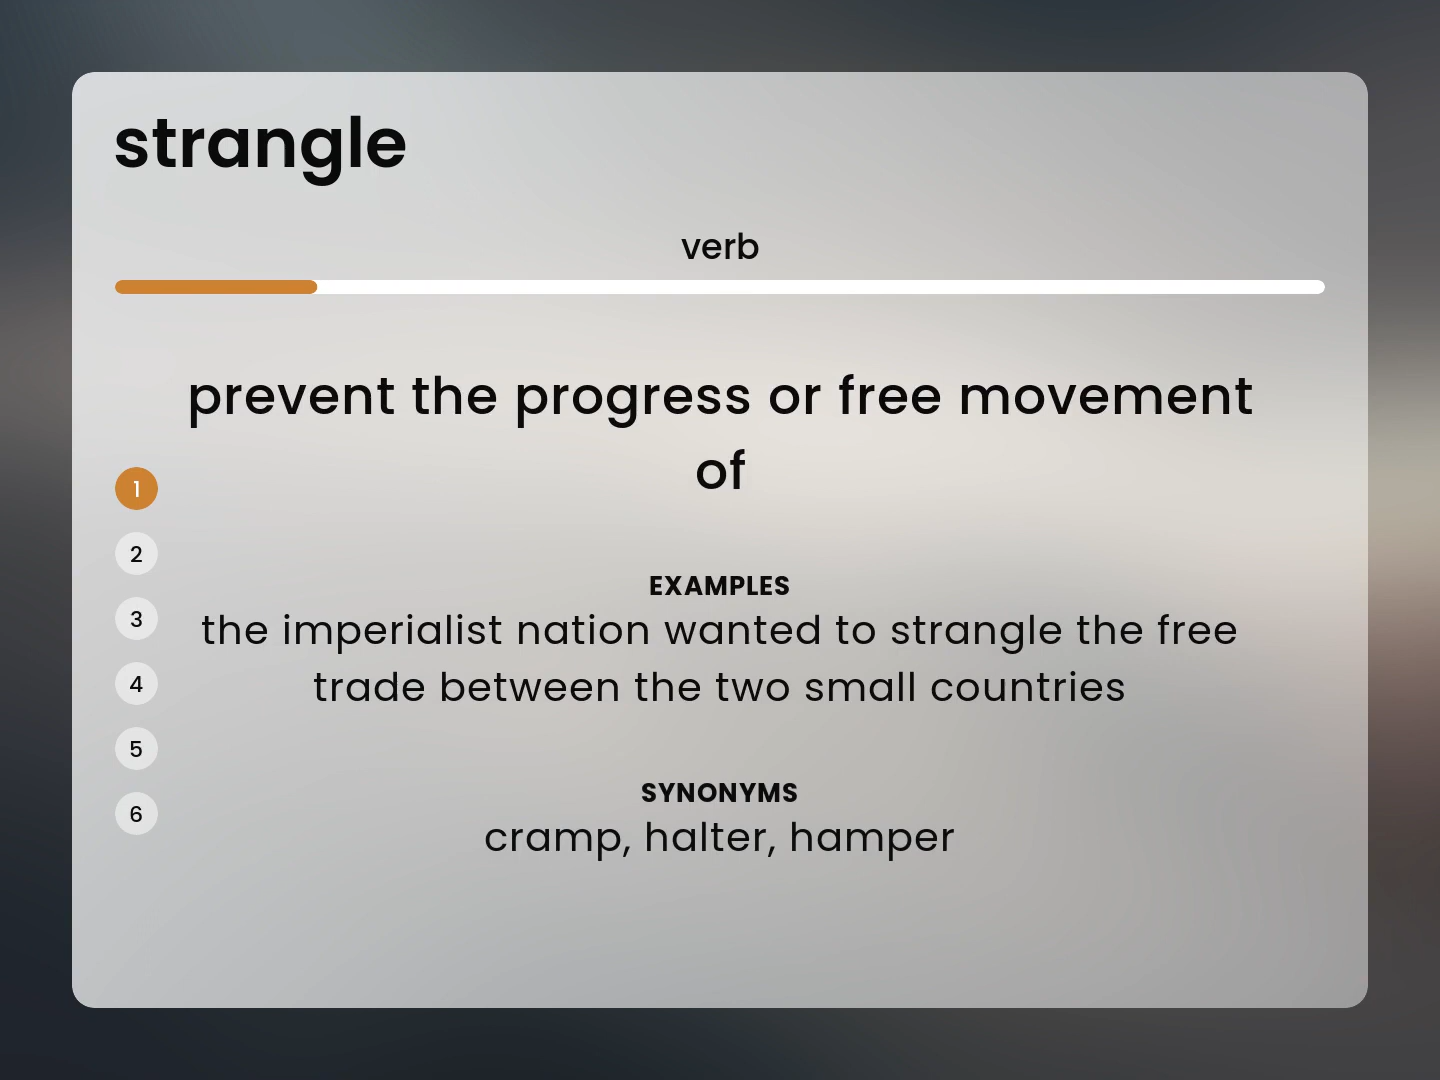 strangle
verb
prevent the progress or free movement
of
1
2
3
4
5
6
EXAMPLES
the imperialist nation wanted to strangle the free
trade between the two small countries
SYNONYMS
cramp, halter, hamper